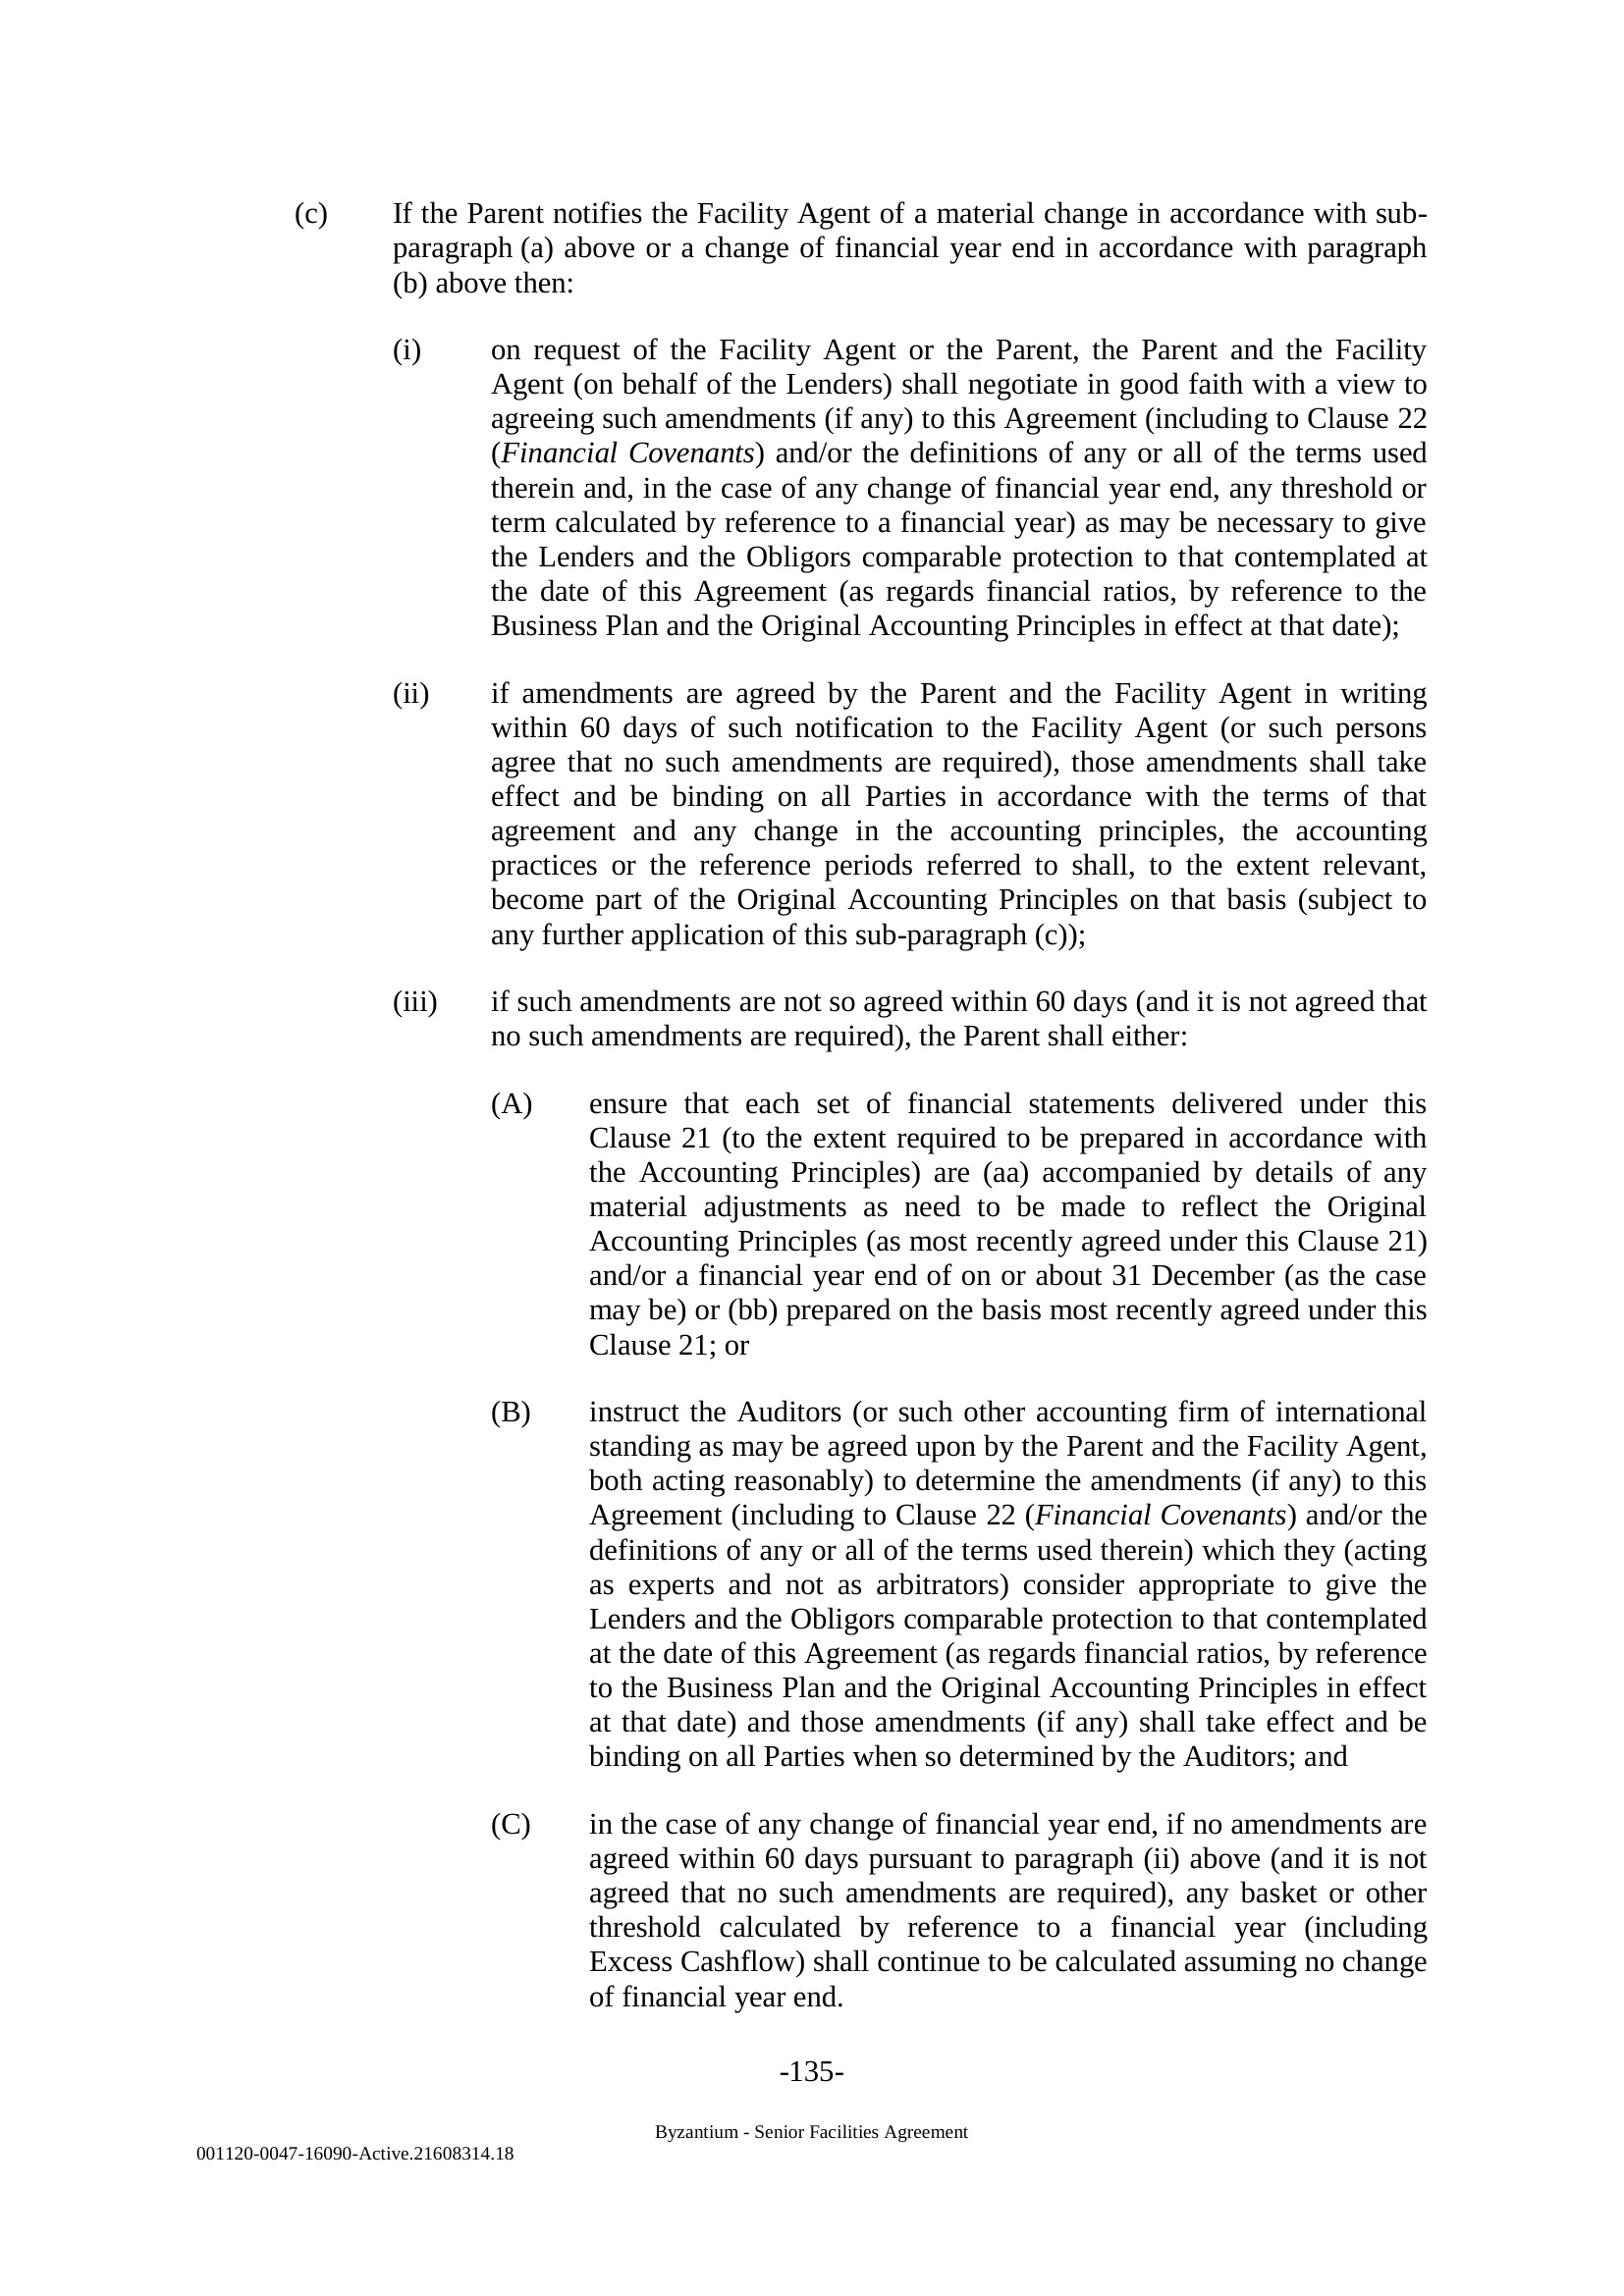 (c) If the Parent notifies the Facility Agent of a material change in accordance with sub-
paragraph (a) above or a change of financial year end in accordance with paragraph
(b) above then:
(i) on request of the Facility Agent or the Parent, the Parent and the Facility
Agent (on behalf of the Lenders) shall negotiate in good faith with a view to
agreeing such amendments (if any) to this Agreement (including to Clause 22
(Financial Covenants) and/or the definitions of any or all of the terms used
therein and, in the case of any change of financial year end, any threshold or
term calculated by reference to a financial year) as may be necessary to give
the Lenders and the Obligors comparable protection to that contemplated at
the date of this Agreement (as regards financial ratios, by reference to the
Business Plan and the Original Accounting Principles in effect at that date);
(ii) if amendments are agreed by the Parent and the Facility Agent in writing
within 60 days of such notification to the Facility Agent (or such persons
agree that no such amendments are required), those amendments shall take
effect and be binding on all Parties in accordance with the terms of that
agreement and any change in the accounting principles, the accounting
practices or the reference periods referred to shall, to the extent relevant,
become part of the Original Accounting Principles on that basis (subject to
any further application of this sub-paragraph (c));
(iii) if such amendments are not so agreed within 60 days (and it is not agreed that
no such amendments are required), the Parent shall either:
(A) ensure that each set of financial statements delivered under this
Clause 21 (to the extent required to be prepared in accordance with
the Accounting Principles) are (aa) accompanied by details of any
material adjustments as need to be made to reflect the Original
Accounting Principles (as most recently agreed under this Clause 21)
and/or a financial year end of on or about 31 December (as the case
may be) or (bb) prepared on the basis most recently agreed under this
Clause 21; or
(B) instruct the Auditors (or such other accounting firm of international
standing as may be agreed upon by the Parent and the Facility Agent,
both acting reasonably) to determine the amendments (if any) to this
Agreement (including to Clause 22 (Financial Covenants) and/or the
definitions of any or all of the terms used therein) which they (acting
as experts and not as arbitrators) consider appropriate to give the
Lenders and the Obligors comparable protection to that contemplated
at the date of this Agreement (as regards financial ratios, by reference
to the Business Plan and the Original Accounting Principles in effect
at that date) and those amendments (if any) shall take effect and be
binding on all Parties when so determined by the Auditors; and
(C) in the case of any change of financial year end, if no amendments are
agreed within 60 days pursuant to paragraph (ii) above (and it is not
agreed that no such amendments are required), any basket or other
threshold calculated by reference to a financial year (including
Excess Cashflow) shall continue to be calculated assuming no change
of financial year end.
-135-
Byzantium - Senior Facilities Agreement
001120-0047-16090-Active.21608314.18